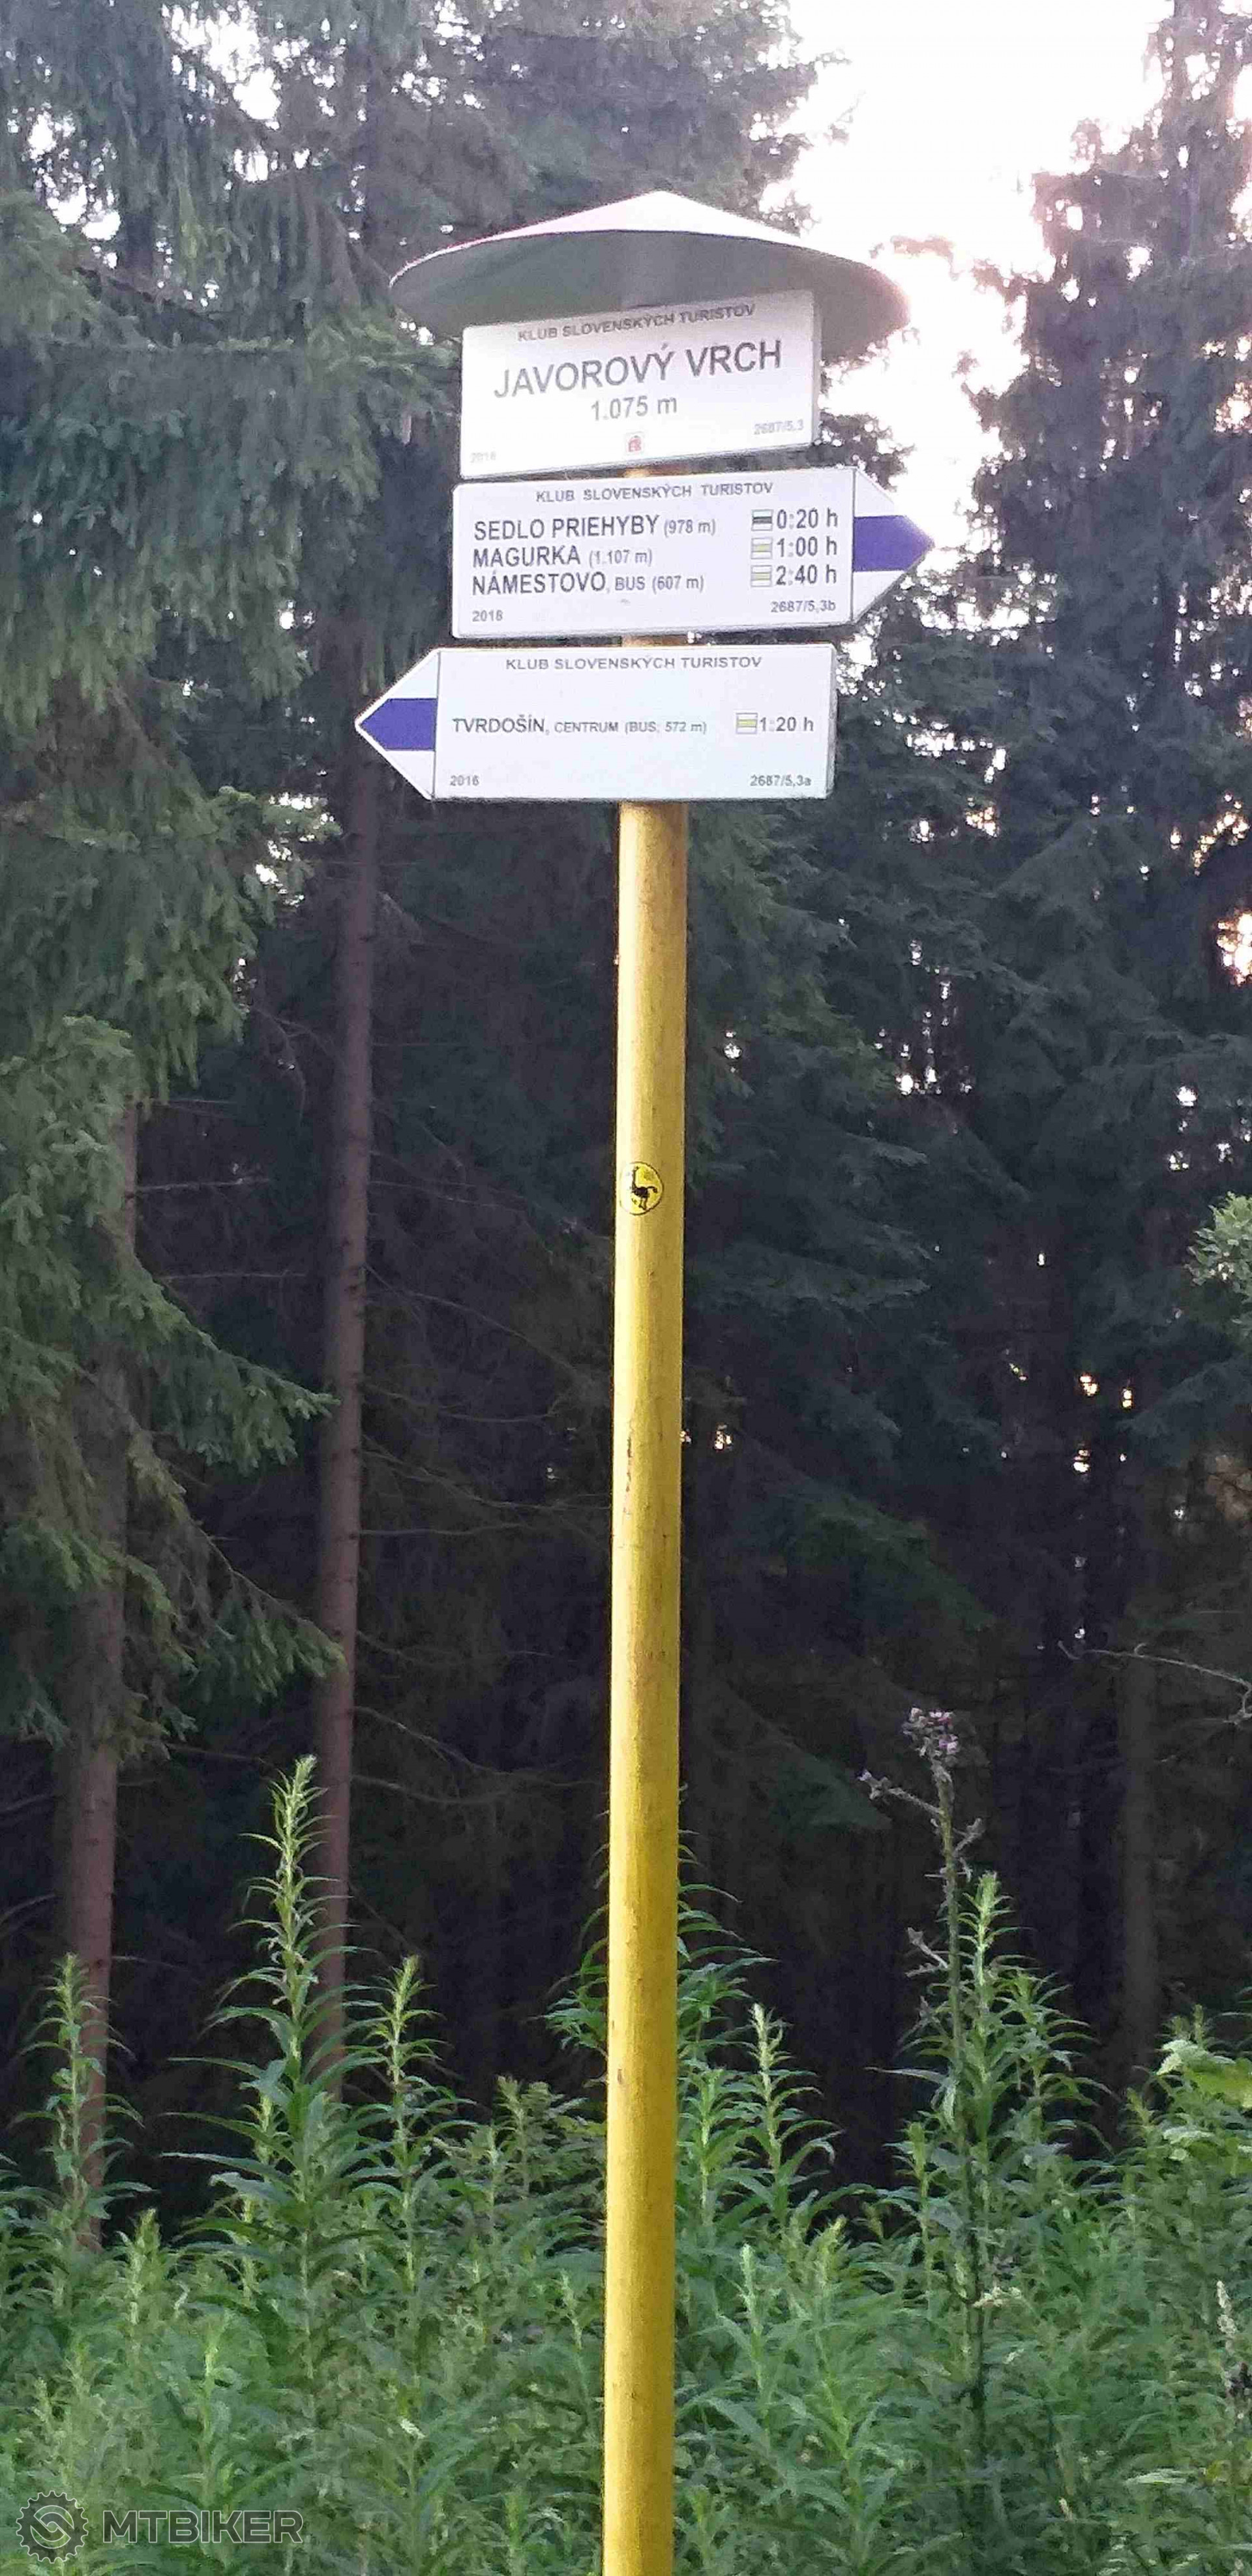 KLUB SLOVENSKÝCH TURISTOV
JAVOROVÝ VRCH
1.075 m
2687/5,3
KLUB SLOVENSKÝCH TURISTOV
SEDLO PRIEHYBY (978 m) 0:20 h
MAGURKA (1.107 m) 1:00 h
NÁMESTOVO, BUS (607 m) 2:40 h
2018 2687/5,3b
KLUB SLOVENSKÝCH TURISTOV
TVRDOŠÍN, CENTRUM (BUS; 572 m) 1:20 h
2016 2687/5,3a
MTBIKER